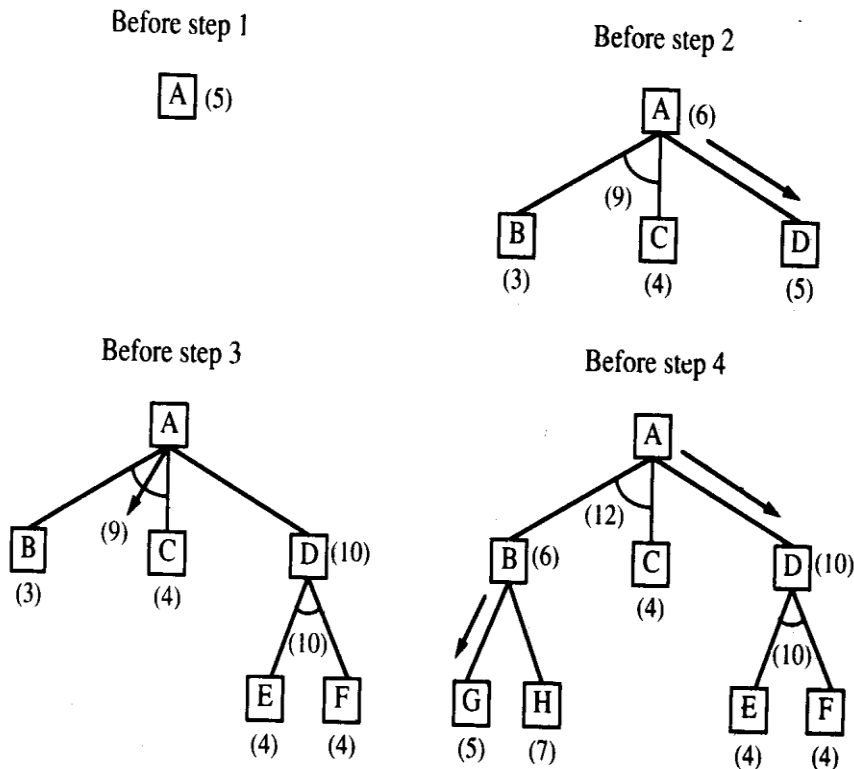 Before step 1
A (5)
Before step 2
A (6)
(9)
B C D
(3) (4) (5)
Before step 3
A
(9)
B C D (10)
(3) (4)
(10)
E F
(4) (4)
Before step 4
A
(12)
B (6) C D (10)
(4)
(10)
G H E F
(5) (7) (4) (4)